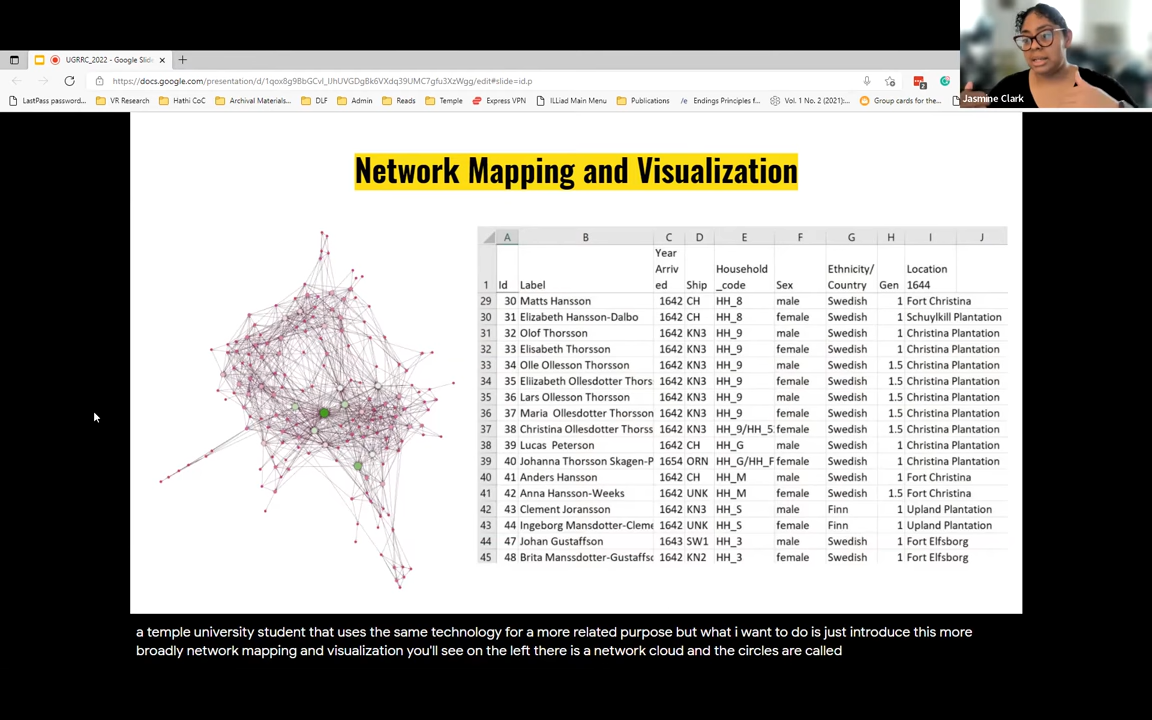 UGRRC_2022 - Google Slid
https://docs.google.com/presentation/d/1qox8g9BbGCvl_IJhUVGDgBk6VXdq39UMC7gfu3XzWgg/edit#slide=id.p
LastPass password... VR Research Hathi CoC Archival Materials... DLF Admin Reads Temple Express VPN ILLiad Main Menu Publications Endings Principles f... Vol. 1 No. 2 (2021):... Group cards for the...
Jasmine Clark
Network Mapping and Visualization
A B C D E F G H I J
1 Id Label Year Arriv ed Ship Household _code Sex Ethnicity/ Country Gen Location 1644
29 30 Matts Hansson 1642 CH HH_8 male Swedish 1 Fort Christina
30 31 Elizabeth Hansson-Dalbo 1642 CH HH_8 female Swedish 1 Schuylkill Plantation
31 32 Olof Thorsson 1642 KN3 HH_9 male Swedish 1 Christina Plantation
32 33 Elisabeth Thorsson 1642 KN3 HH_9 female Swedish 1 Christina Plantation
33 34 Olle Ollesson Thorsson 1642 KN3 HH_9 male Swedish 1.5 Christina Plantation
34 35 Eliizabeth Ollesdotter Thors 1642 KN3 HH_9 female Swedish 1.5 Christina Plantation
35 36 Lars Ollesson Thorsson 1642 KN3 HH_9 male Swedish 1.5 Christina Plantation
36 37 Maria Ollesdotter Thorsson 1642 KN3 HH_9 female Swedish 1.5 Christina Plantation
37 38 Christina Ollesdotter Thorss 1642 KN3 HH_9/HH_5 female Swedish 1.5 Christina Plantation
38 39 Lucas Peterson 1642 CH HH_G male Swedish 1 Christina Plantation
39 40 Johanna Thorsson Skagen-P 1654 ORN HH_G/HH_F female Swedish 1 Christina Plantation
40 41 Anders Hansson 1642 CH HH_M male Swedish 1 Fort Christina
41 42 Anna Hansson-Weeks 1642 UNK HH_M female Swedish 1.5 Fort Christina
42 43 Clement Joransson 1642 KN3 HH_S male Finn 1 Upland Plantation
43 44 Ingeborg Mansdotter-Cleme 1642 UNK HH_S female Finn 1 Upland Plantation
44 47 Johan Gustaffson 1643 SW1 HH_3 male Swedish 1 Fort Elfsborg
45 48 Brita Manssdotter-Gustaffso 1642 KN2 HH_3 female Swedish 1 Fort Elfsborg
a temple university student that uses the same technology for a more related purpose but what i want to do is just introduce this more
broadly network mapping and visualization you'll see on the left there is a network cloud and the circles are called